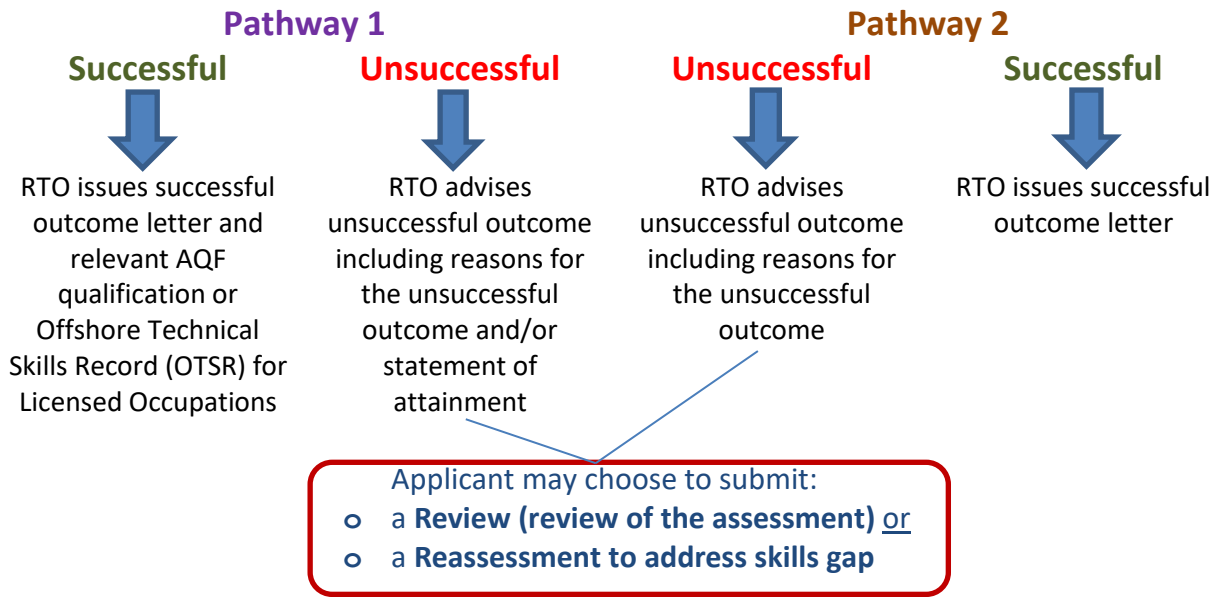 Pathway 1
Pathway 2
Successful
Unsuccessful
Unsuccessful
Successful
RTO issues successful
outcome letter and
relevant AQF
qualification or
Offshore Technical
Skills Record (OTSR) for
Licensed Occupations
RTO advises
unsuccessful outcome
including reasons for
the unsuccessful
outcome and/or
statement of
attainment
RTO advises
unsuccessful outcome
including reasons for
the unsuccessful
outcome
RTO issues successful
outcome letter
Applicant may choose to submit:
o a Review (review of the assessment) or
o a Reassessment to address skills gap